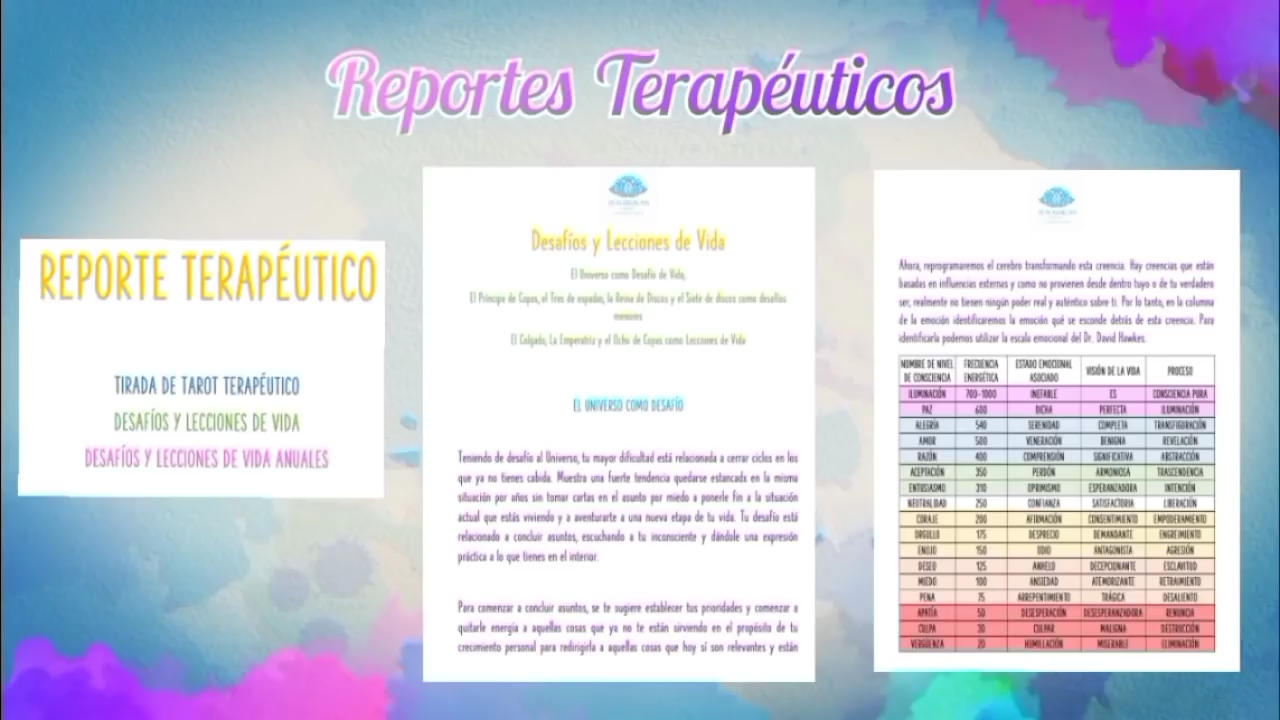 Reportes Terapéuticos
REPORTE TERAPÉUTICO
TIRADA DE TAROT TERAPÉUTICO
DESAFÍOS Y LECCIONES DE VIDA
DESAFÍOS Y LECCIONES DE VIDA ANUALES
Desafíos y Lecciones de Vida
El Universo como Desafío de Vida,
El Príncipe de Copas, el Tres de espadas, la Reina de Discos y el Siete de discos como desafíos
menores
El Colgado, La Emperatriz y el Ocho de Copas como Lecciones de Vida
EL UNIVERSO COMO DESAFÍO
Teniendo de desafío al Universo, tu mayor dificultad está relacionada a cerrar ciclos en los
que ya no tienes cabida. Muestra una fuerte tendencia quedarse estancada en la misma
situación por años sin tomar cartas en el asunto por miedo a ponerle fin a la situación
actual que estás viviendo y a aventurarte a una nueva etapa de tu vida. Tu desafío está
relacionado a concluir asuntos, escuchando a tu inconsciente y dándole una expresión
práctica a lo que tienes en el interior.
Para comenzar a concluir asuntos, se te sugiere establecer tus prioridades y comenzar a
quitarle energía a aquellas cosas que ya no te están sirviendo en el propósito de tu
crecimiento personal para redirigirla a aquellas cosas que hoy sí son relevantes y están
Ahora, reprogramaremos el cerebro transformando esta creencia. Hay creencias que están
basadas en influencias externas y como no provienen desde dentro tuyo o de tu verdadero
ser, realmente no tienen ningún poder real y auténtico sobre ti. Por lo tanto, en la columna
de la emoción identificaremos la emoción qué se esconde detrás de esta creencia. Para
identificarla podemos utilizar la escala emocional del Dr. David Hawkes.
NOMBRE DE NIVEL DE CONSCIENCIA FRECUENCIA ENERGÉTICA ESTADO EMOCIONAL ASOCIADO VISIÓN DE LA VIDA PROCESO
ILUMINACIÓN 700-1000 INEFABLE ES CONSCIENCIA PURA
PAZ 600 DICHA PERFECTA ILUMINACIÓN
ALEGRÍA 540 SERENIDAD COMPLETA TRANSFIGURACIÓN
AMOR 500 VENERACIÓN BENIGNA REVELACIÓN
RAZÓN 400 COMPRENSIÓN SIGNIFICATIVA ABSTRACCIÓN
ACEPTACIÓN 350 PERDÓN ARMONIOSA TRASCENDENCIA
ENTUSIASMO 310 OPRIMISMO ESPERANZADORA INTENCIÓN
NEUTRALIDAD 250 CONFIANZA SATISFACTORIA LIBERACIÓN
CORAJE 200 AFIRMACIÓN CONSENTIMIENTO EMPODERAMIENTO
ORGULLO 175 DESPRECIO DEMANDANTE ENGREIMIENTO
ENOJO 150 ODIO ANTAGONISTA AGRESIÓN
DESEO 125 ANHELO DECEPCIONANTE ESCLAVITUD
MIEDO 100 ANSIEDAD ATEMORIZANTE RETRAIMIENTO
PENA 75 ARREPENTIMIENTO TRÁGICA DESALIENTO
APATÍA 50 DESESPERACIÓN DESESPERANZADORA RENUNCIA
CULPA 30 CULPAR MALIGNA DESTRUCCIÓN
VERGÜENZA 20 HUMILLACIÓN MISERABLE ELIMINACIÓN